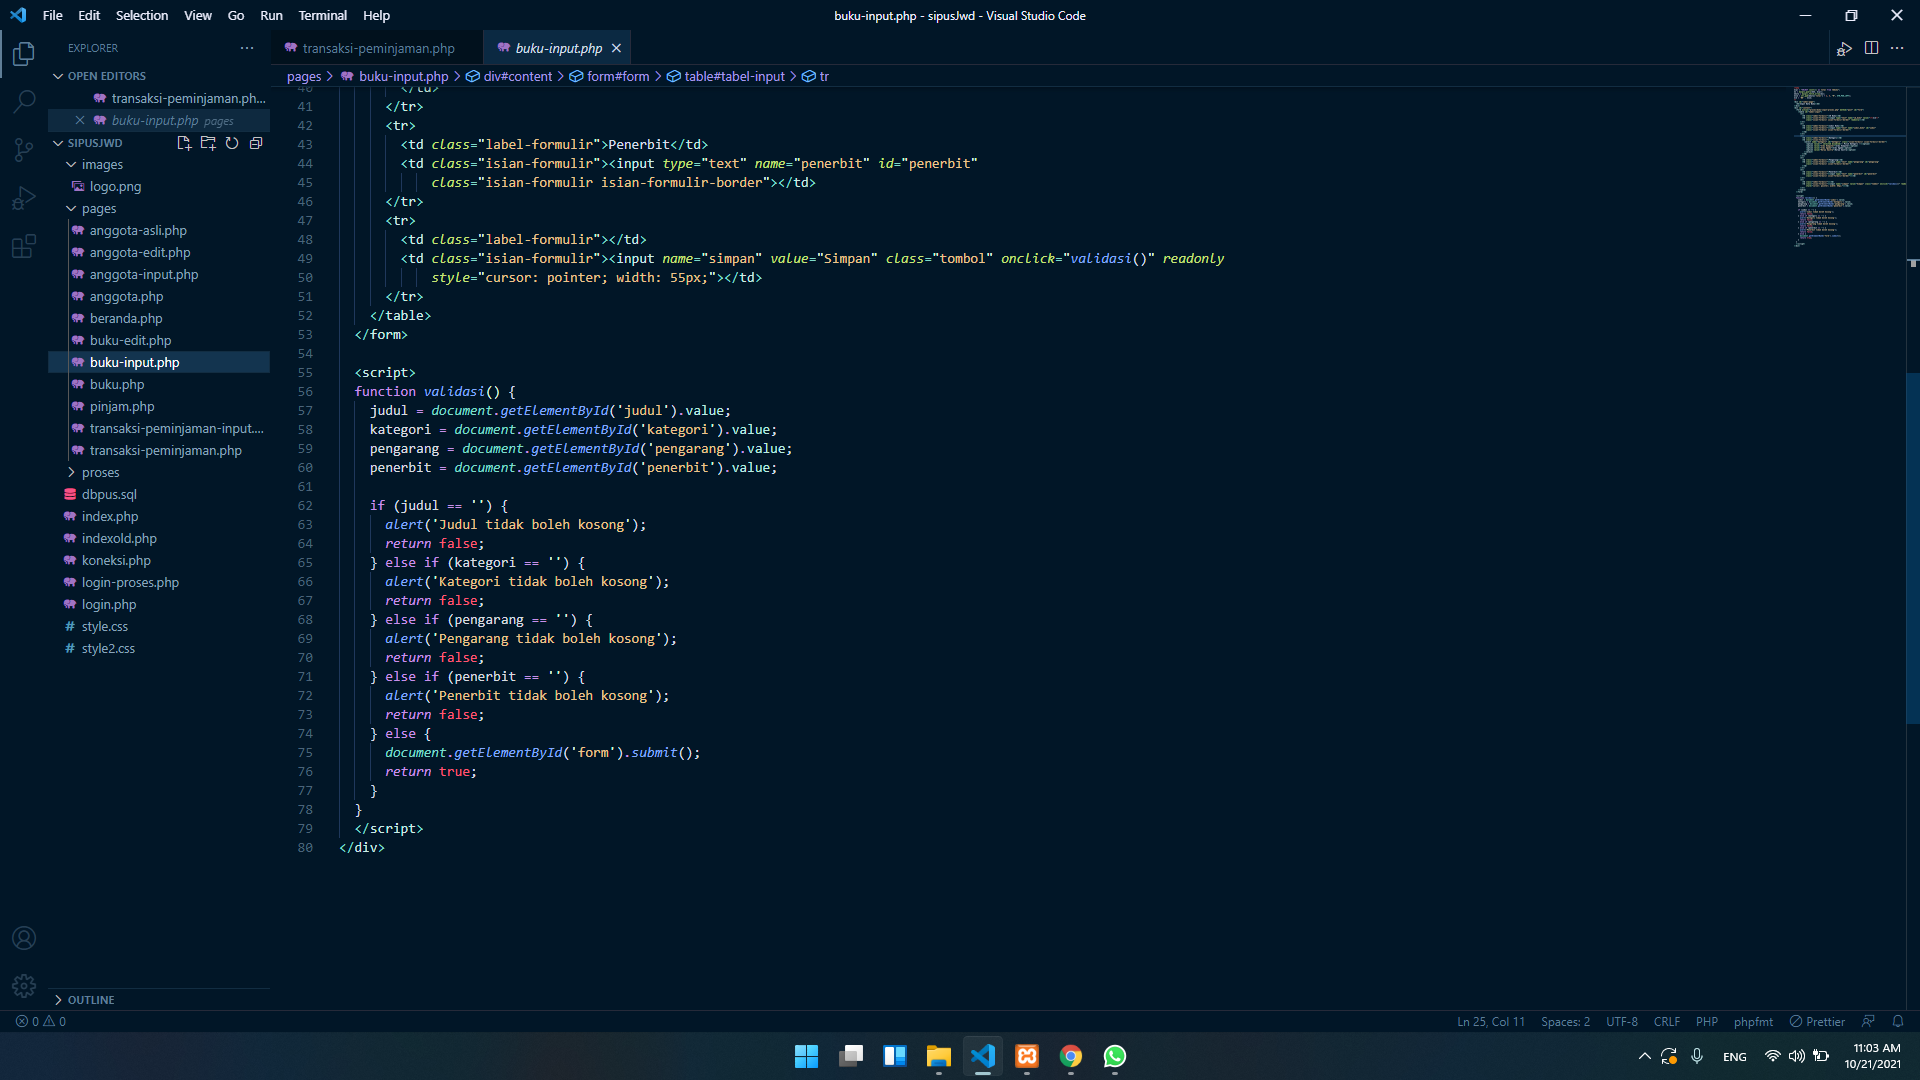 File Edit Selection View Go Run Terminal Help
buku-input.php - sipusJwd - Visual Studio Code
EXPLORER
transaksi-peminjaman.php
buku-input.php
OPEN EDITORS
transaksi-peminjaman.ph...
buku-input.php pages
SIPUSJWD
images
logo.png
pages
anggota-asli.php
anggota-edit.php
anggota-input.php
anggota.php
beranda.php
buku-edit.php
buku-input.php
buku.php
pinjam.php
transaksi-peminjaman-input....
transaksi-peminjaman.php
proses
dbpus.sql
index.php
indexold.php
koneksi.php
login-proses.php
login.php
# style.css
# style2.css
OUTLINE
pages > buku-input.php > div#content > form#form > table#tabel-input > tr
40 </td>
41 </tr>
42 <tr>
43 <td class="label-formulir">Penerbit</td>
44 <td class="isian-formulir"><input type="text" name="penerbit" id="penerbit"
45 class="isian-formulir isian-formulir-border"></td>
46 </tr>
47 <tr>
48 <td class="label-formulir"></td>
49 <td class="isian-formulir"><input name="simpan" value="Simpan" class="tombol" onclick="validasi()" readonly
50 style="cursor: pointer; width: 55px;"></td>
51 </tr>
52 </table>
53 </form>
54
55 <script>
56 function validasi() {
57 judul = document.getElementById('judul').value;
58 kategori = document.getElementById('kategori').value;
59 pengarang = document.getElementById('pengarang').value;
60 penerbit = document.getElementById('penerbit').value;
61
62 if (judul == '') {
63 alert('Judul tidak boleh kosong');
64 return false;
65 } else if (kategori == '') {
66 alert('Kategori tidak boleh kosong');
67 return false;
68 } else if (pengarang == '') {
69 alert('Pengarang tidak boleh kosong');
70 return false;
71 } else if (penerbit == '') {
72 alert('Penerbit tidak boleh kosong');
73 return false;
74 } else {
75 document.getElementById('form').submit();
76 return true;
77 }
78 }
79 </script>
80 </div>
0 0
Ln 25, Col 11 Spaces: 2 UTF-8 CRLF PHP phpfmt Prettier
ENG
11:03 AM
10/21/2021